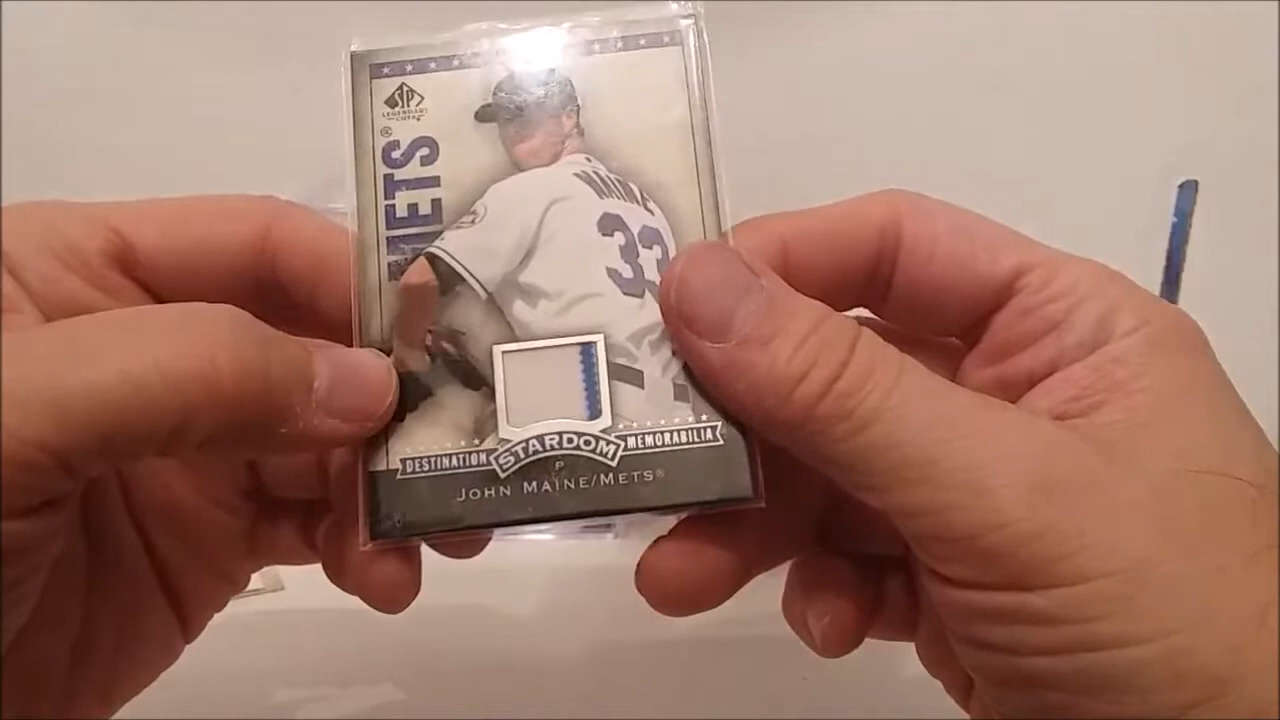 SP
LEGENDARY
CUTS
METS
MAINE
33
DESTINATION STARDOM MEMORABILIA
P
JOHN MAINE/METS®